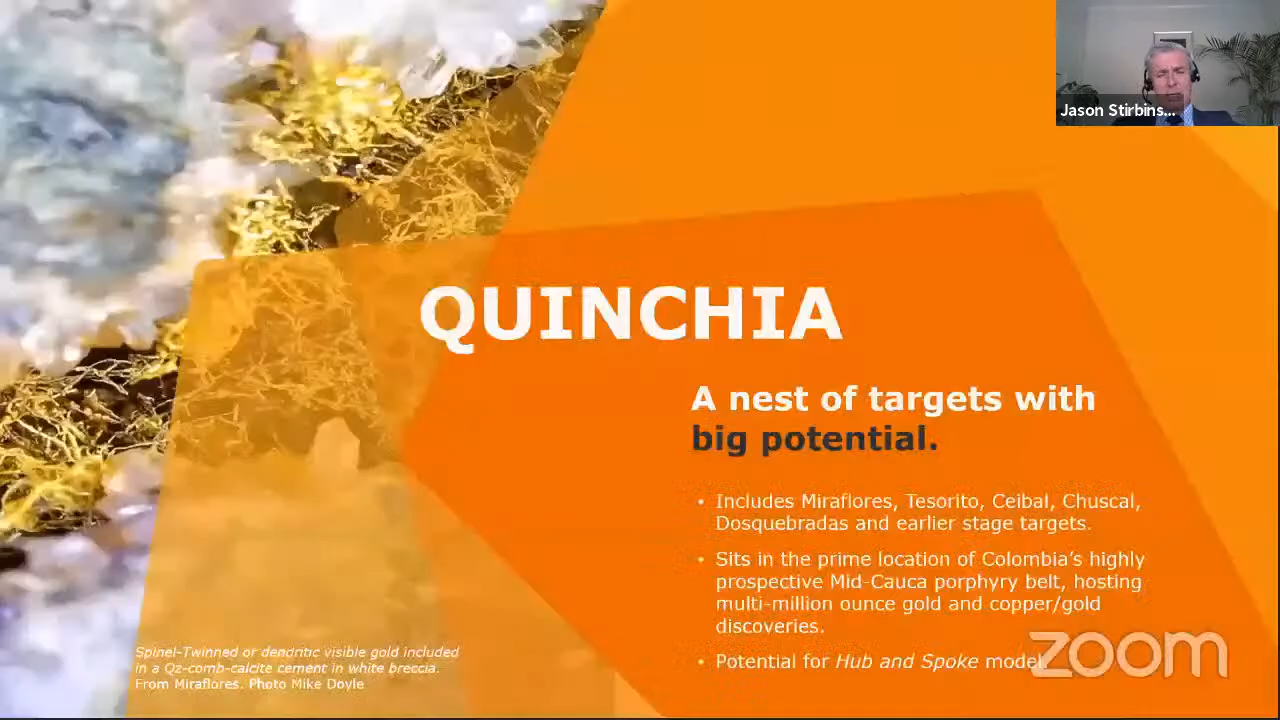 Jason Stirbins...
QUINCHIA
A nest of targets with
big potential.
• Includes Miraflores, Tesorito, Ceibal, Chuscal,
Dosquebradas and earlier stage targets.
• Sits in the prime location of Colombia's highly
prospective Mid-Cauca porphyry belt, hosting
multi-million ounce gold and copper/gold
discoveries.
• Potential for Hub and Spoke model.
Spinel-Twinned or dendritic visible gold included
in a Qz-comb-calcite cement in white breccia.
From Miraflores. Photo Mike Doyle
zoom